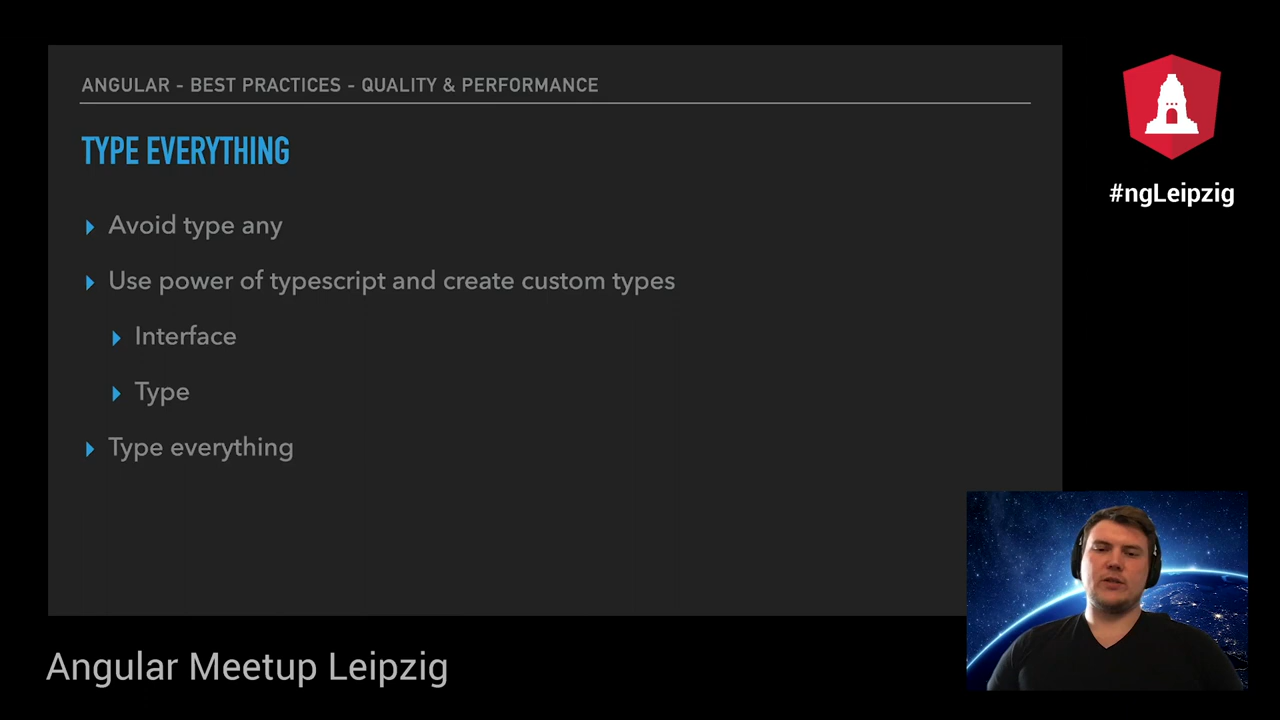 ANGULAR - BEST PRACTICES - QUALITY & PERFORMANCE
TYPE EVERYTHING
Avoid type any
Use power of typescript and create custom types
Interface
Type
Type everything
#ngLeipzig
Angular Meetup Leipzig